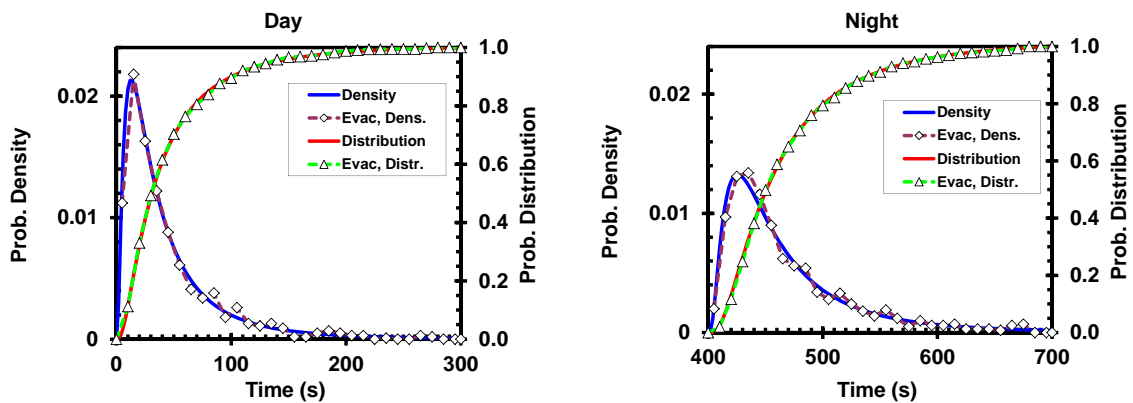 Day
Prob. Density
0.02
0.01
0
1.0
0.8
0.6
0.4
0.2
0.0
Prob. Distribution
Density
Evac, Dens.
Distribution
Evac, Distr.
0 100 200 300
Time (s)
Night
Prob. Density
0.02
0.01
0
1.0
0.8
0.6
0.4
0.2
0.0
Prob. Distribution
Density
Evac, Dens.
Distribution
Evac, Distr.
400 500 600 700
Time (s)